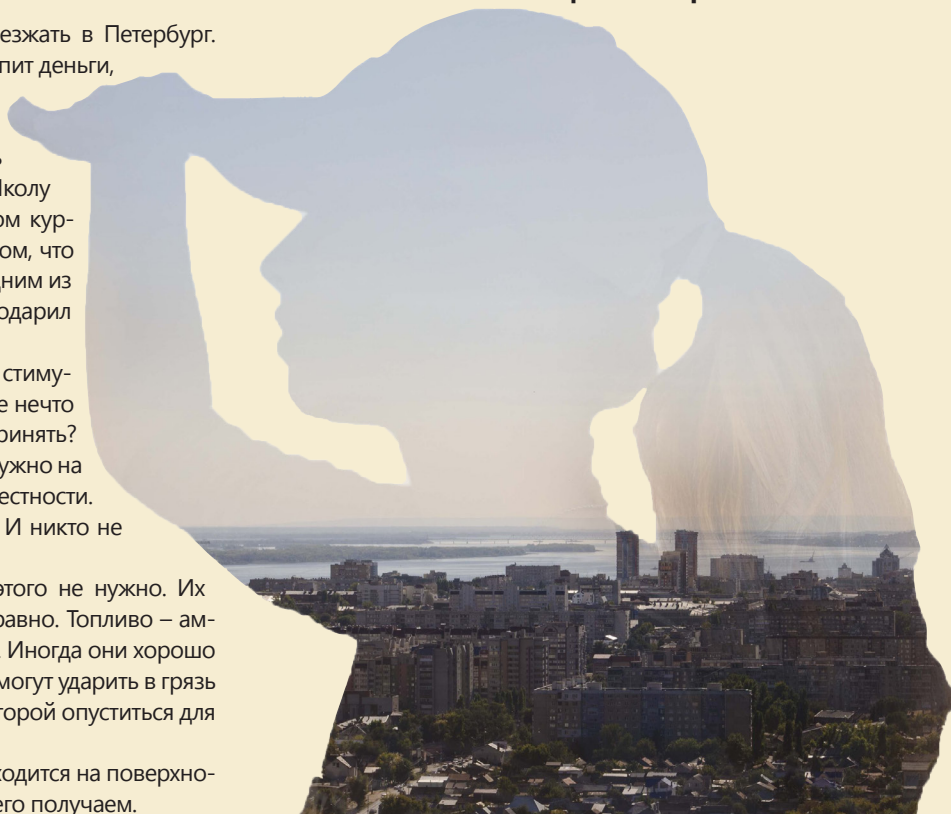 езжать в Петербург.
пит деньги,
колу
ом кур-
ом, что
ним из
одарил
стиму-
е нечто
ринять?
ужно на
естности.
И никто не
этого не нужно. Их
равно. Топливо – ам-
Иногда они хорошо
могут ударить в грязь
торой опуститься для
ходится на поверхно-
его получаем.